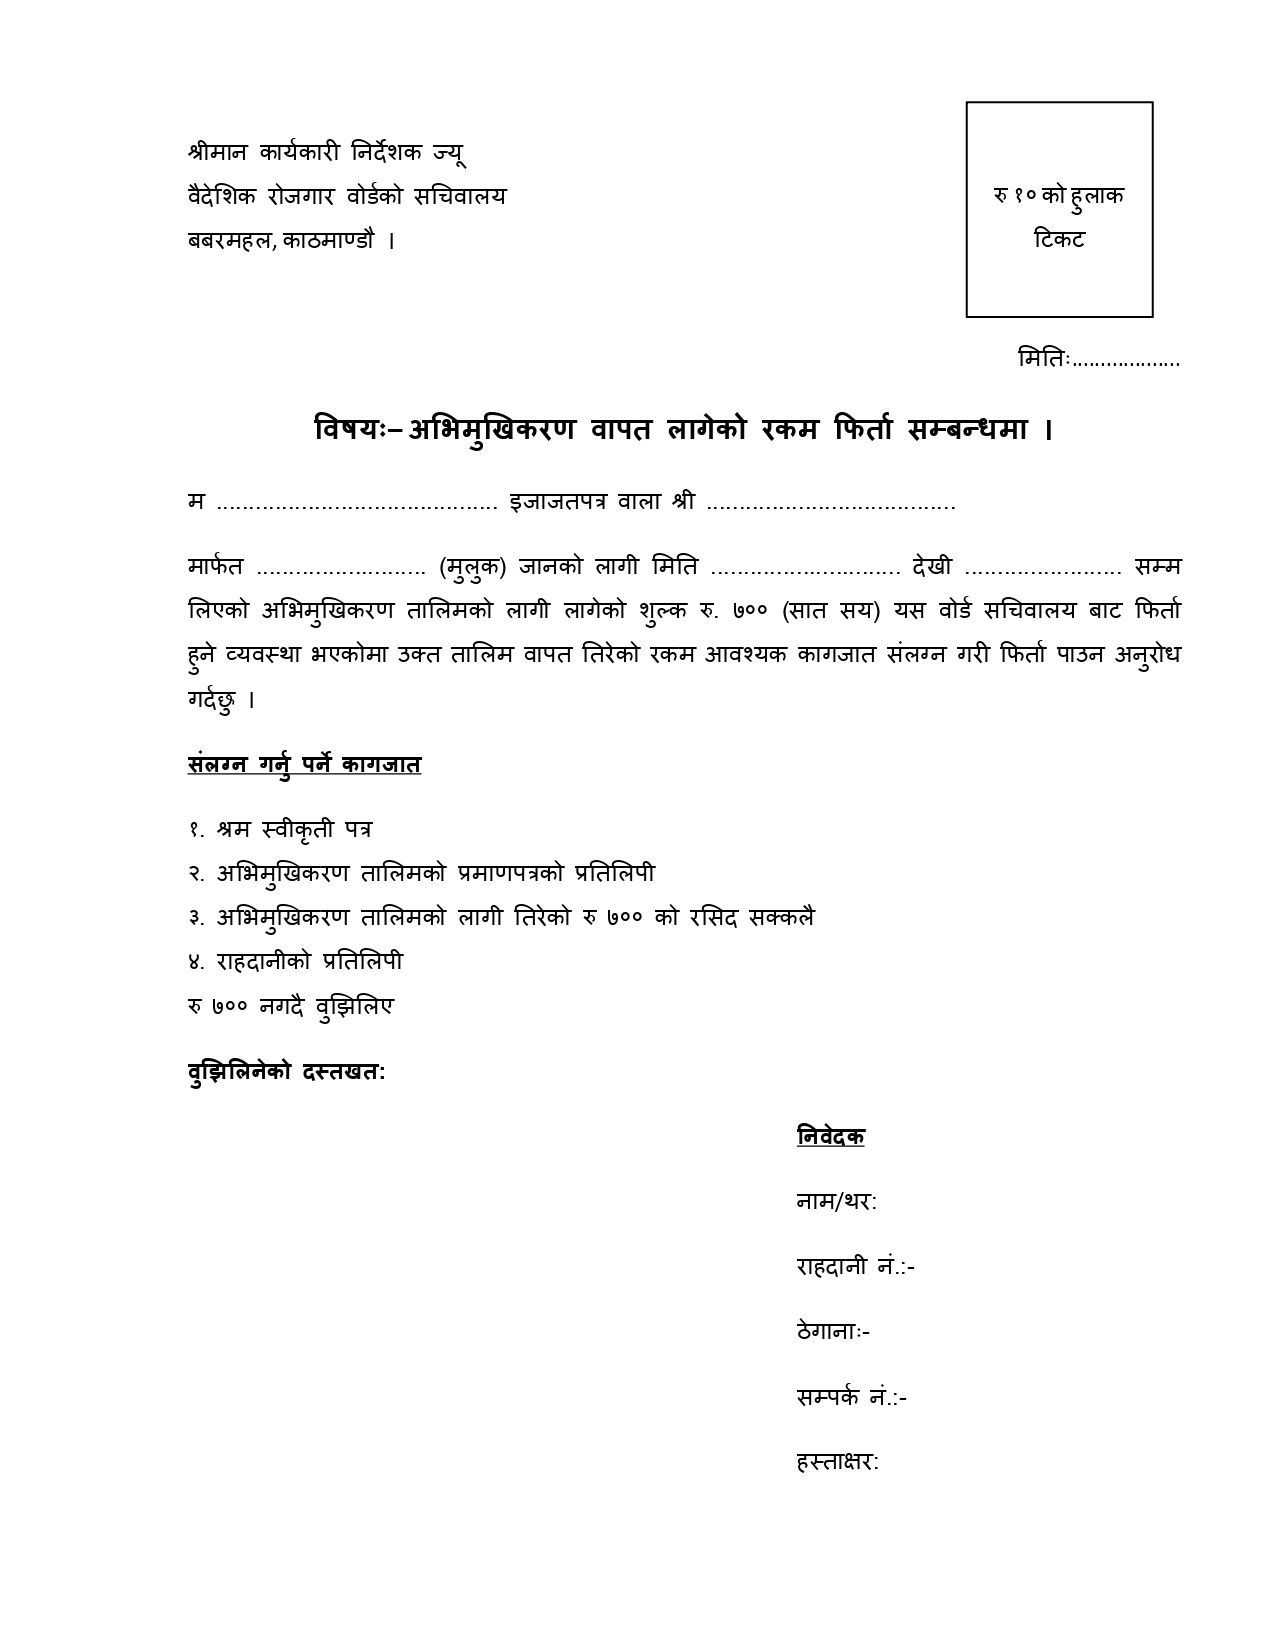 श्रीमान कार्यकारी निर्देशक ज्यू
वैदेशिक रोजगार वोर्डको सचिवालय
बबरमहल, काठमाण्डौ ।
रु १० को हुलाक
टिकट
मितिः...................
विषयः– अभिमुखिकरण वापत लागेको रकम फिर्ता सम्बन्धमा ।
म ........................................... इजाजतपत्र वाला श्री ......................................
मार्फत .......................... (मुलुक) जानको लागी मिति ............................. देखी ........................ सम्म
लिएको अभिमुखिकरण तालिमको लागी लागेको शुल्क रु. ७०० (सात सय) यस वोर्ड सचिवालय बाट फिर्ता
हुने व्यवस्था भएकोमा उक्त तालिम वापत तिरेको रकम आवश्यक कागजात संलग्न गरी फिर्ता पाउन अनुरोध
गर्दछु ।
संलग्न गर्नु पर्ने कागजात
१. श्रम स्वीकृती पत्र
२. अभिमुखिकरण तालिमको प्रमाणपत्रको प्रतिलिपी
३. अभिमुखिकरण तालिमको लागी तिरेको रु ७०० को रसिद सक्कलै
४. राहदानीको प्रतिलिपी
रु ७०० नगदै वुझिलिए
वुझिलिनेको दस्तखत:
निवेदक
नाम/थर:
राहदानी नं.:-
ठेगानाः-
सम्पर्क नं.:-
हस्ताक्षर: